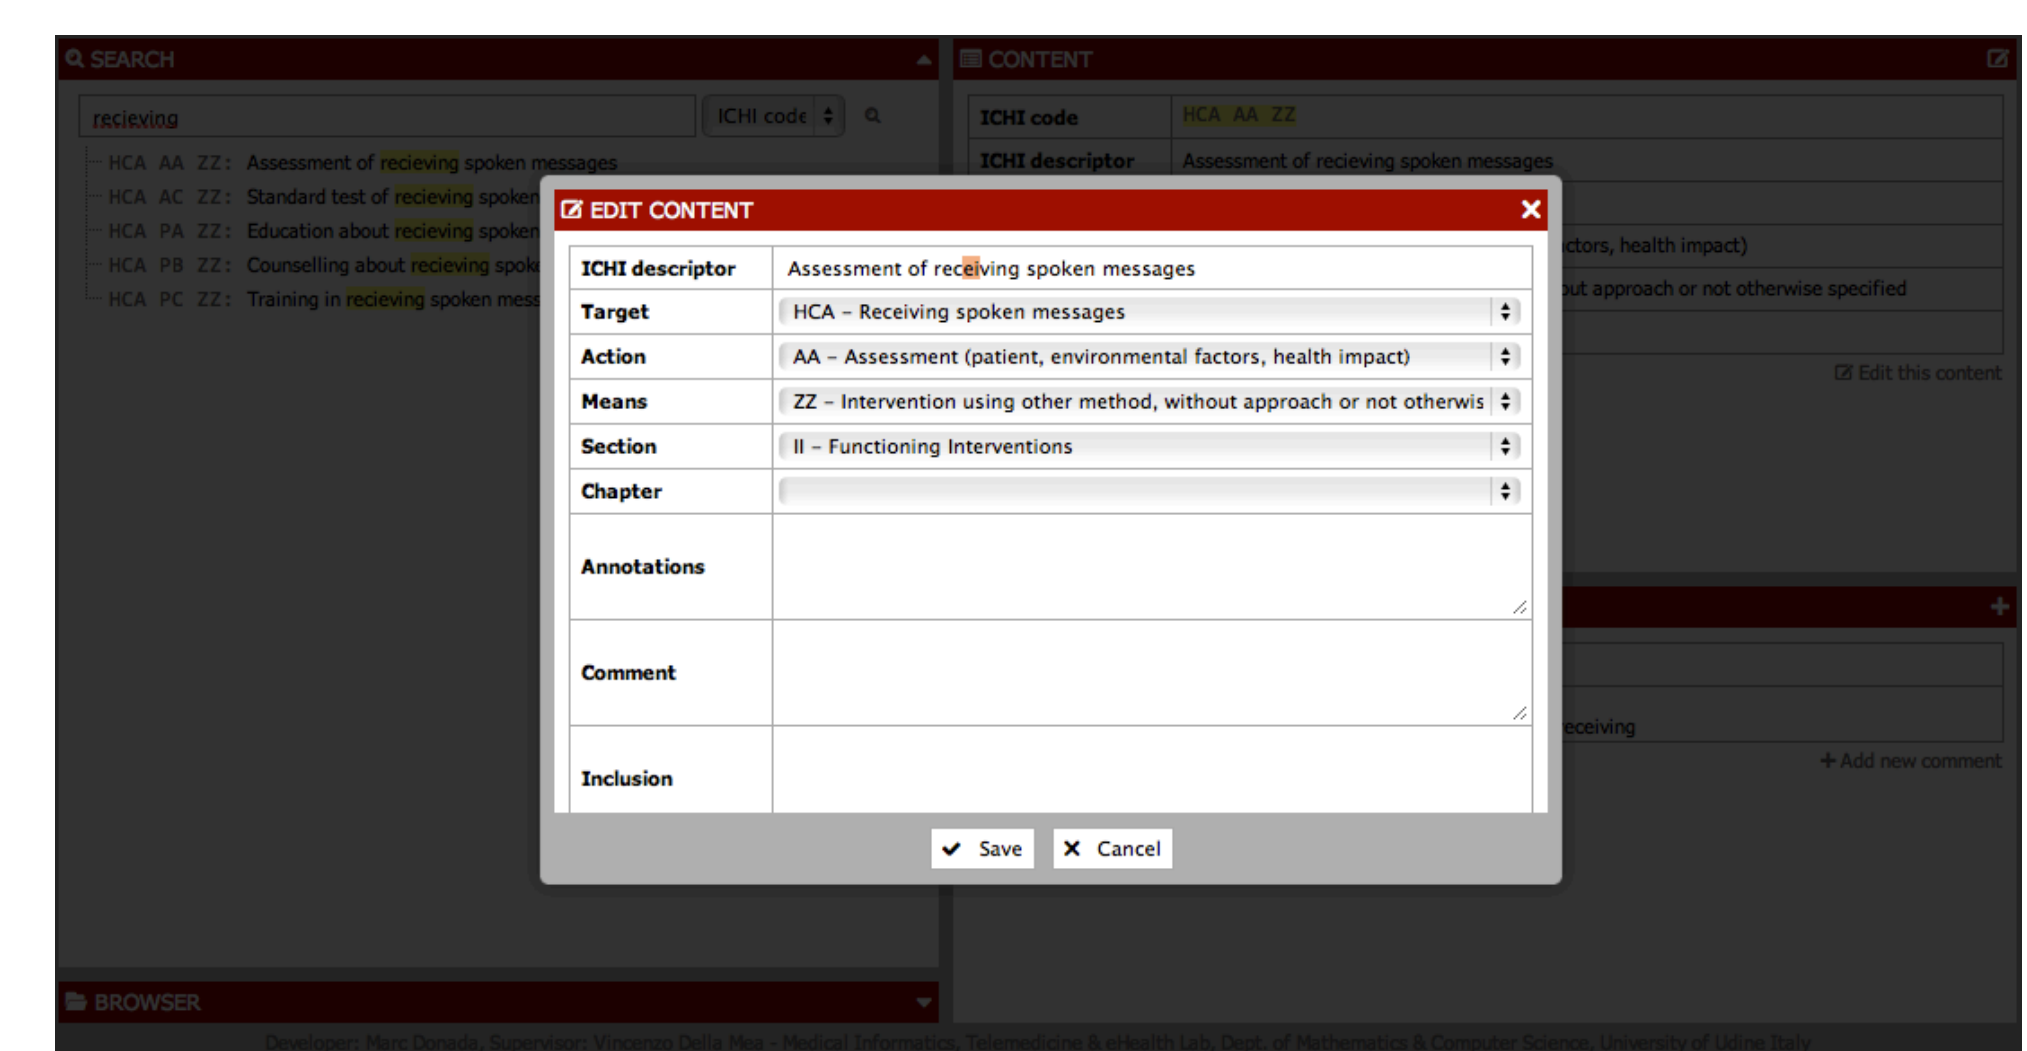 SEARCH
recieving ICHI code
HCA AA ZZ: Assessment of recieving spoken messages
HCA AC ZZ: Standard test of recieving spoken
HCA PA ZZ: Education about recieving spoken
HCA PB ZZ: Counselling about recieving spoke
HCA PC ZZ: Training in recieving spoken mess
BROWSER
CONTENT
ICHI code HCA AA ZZ
ICHI descriptor Assessment of recieving spoken messages
ctors, health impact)
out approach or not otherwise specified
Edit this content
EDIT CONTENT
ICHI descriptor Assessment of receiving spoken messages
Target HCA – Receiving spoken messages
Action AA – Assessment (patient, environmental factors, health impact)
Means ZZ – Intervention using other method, without approach or not otherwis
Section II – Functioning Interventions
Chapter
Annotations
Comment
Inclusion
Save Cancel
eceiving
Add new comment
Developer: Marc Donada, Supervisor: Vincenzo Della Mea - Medical Informatics, Telemedicine & eHealth Lab, Dept. of Mathematics & Computer Science, University of Udine Italy